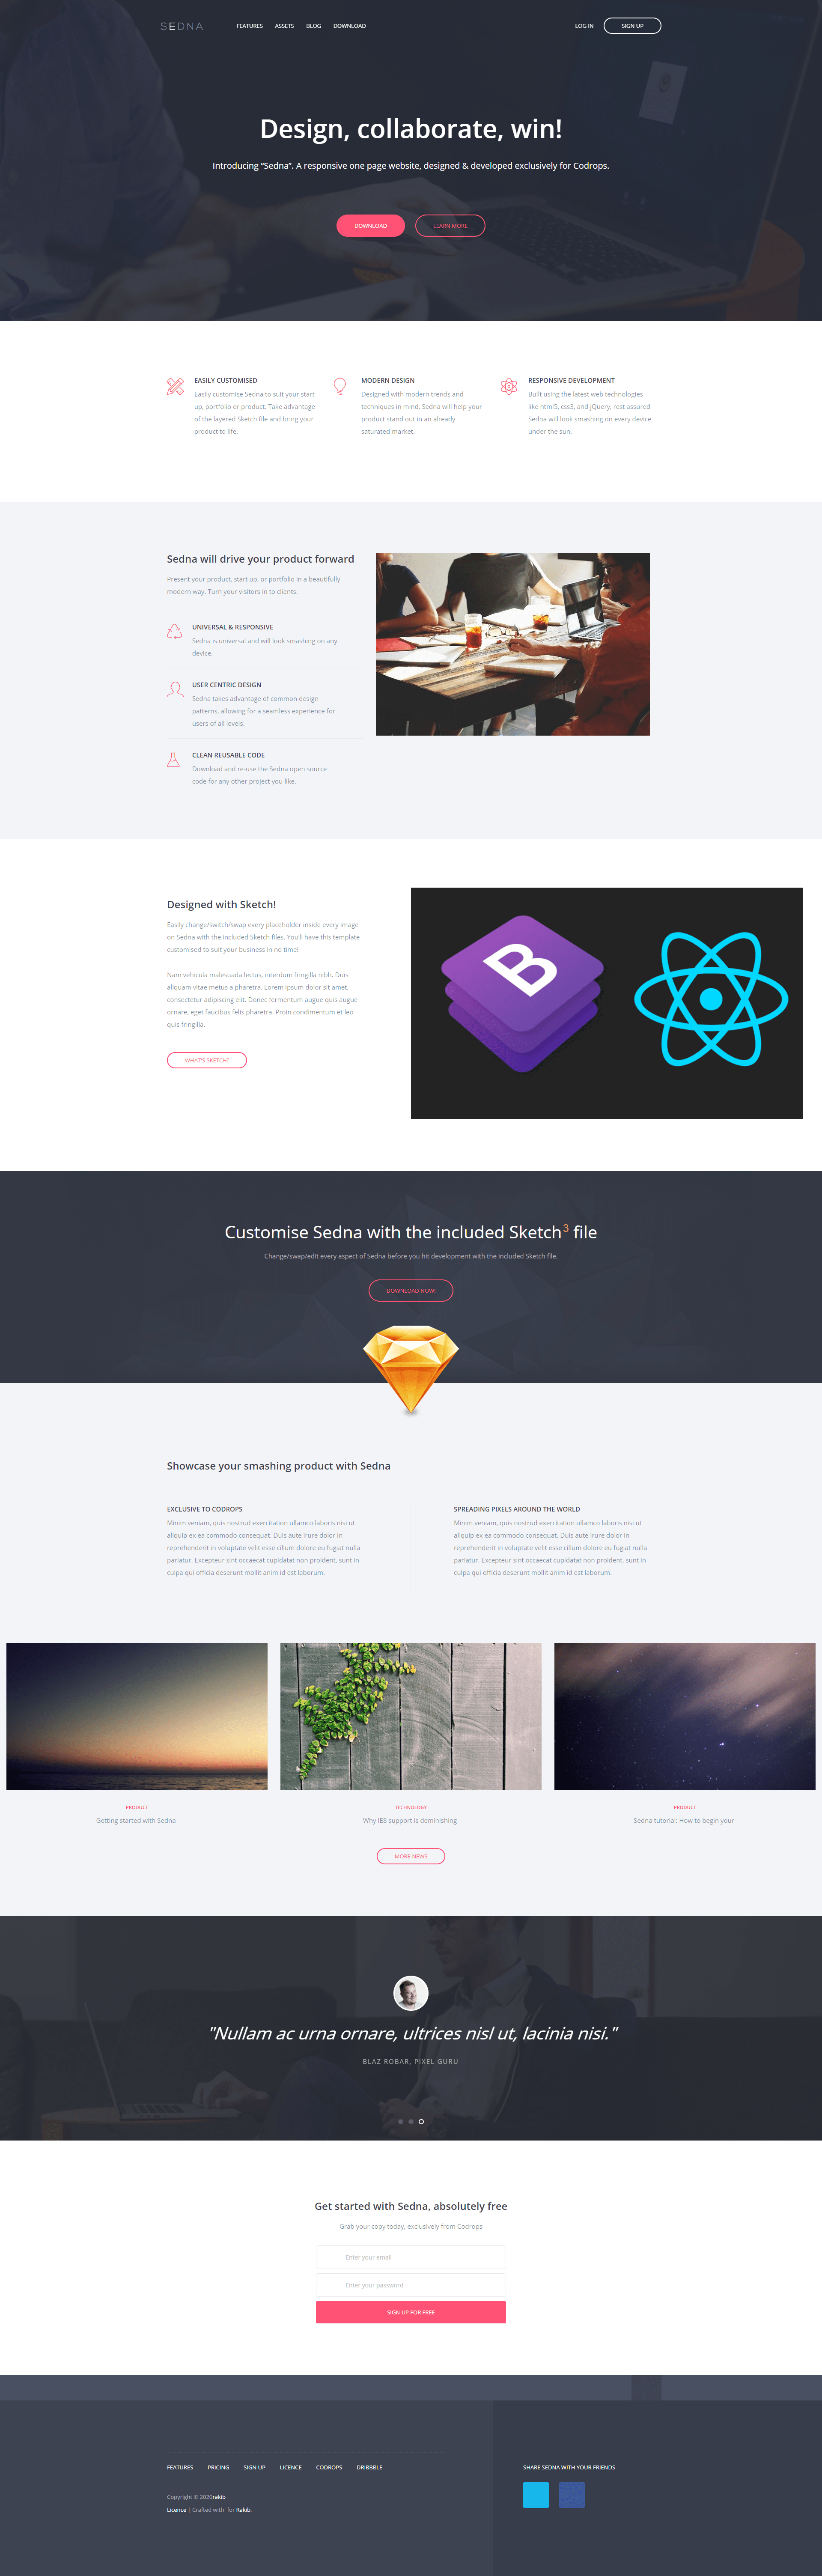 SEDNA
FEATURES
ASSETS
BLOG
DOWNLOAD
LOG IN
SIGN UP
Design, collaborate, win!
Introducing “Sedna”. A responsive one page website, designed & developed exclusively for Codrops.
DOWNLOAD
LEARN MORE
EASILY CUSTOMISED
Easily customise Sedna to suit your start
up, portfolio or product. Take advantage
of the layered Sketch file and bring your
product to life.
MODERN DESIGN
Designed with modern trends and
techniques in mind, Sedna will help your
product stand out in an already
saturated market.
RESPONSIVE DEVELOPMENT
Built using the latest web technologies
like html5, css3, and jQuery, rest assured
Sedna will look smashing on every device
under the sun.
Sedna will drive your product forward
Present your product, start up, or portfolio in a beautifully
modern way. Turn your visitors in to clients.
UNIVERSAL & RESPONSIVE
Sedna is universal and will look smashing on any
device.
USER CENTRIC DESIGN
Sedna takes advantage of common design
patterns, allowing for a seamless experience for
users of all levels.
CLEAN REUSABLE CODE
Download and re-use the Sedna open source
code for any other project you like.
Designed with Sketch!
Easily change/switch/swap every placeholder inside every image
on Sedna with the included Sketch files. You'll have this template
customised to suit your business in no time!
Nam vehicula malesuada lectus, interdum fringilla nibh. Duis
aliquam vitae metus a pharetra. Lorem ipsum dolor sit amet,
consectetur adipiscing elit. Donec fermentum augue quis augue
ornare, eget faucibus felis pharetra. Proin condimentum et leo
quis fringilla.
WHAT'S SKETCH?
B
Customise Sedna with the included Sketch3 file
Change/swap/edit every aspect of Sedna before you hit development with the included Sketch file.
DOWNLOAD NOW!
Showcase your smashing product with Sedna
EXCLUSIVE TO CODROPS
Minim veniam, quis nostrud exercitation ullamco laboris nisi ut
aliquip ex ea commodo consequat. Duis aute irure dolor in
reprehenderit in voluptate velit esse cillum dolore eu fugiat nulla
pariatur. Excepteur sint occaecat cupidatat non proident, sunt in
culpa qui officia deserunt mollit anim id est laborum.
SPREADING PIXELS AROUND THE WORLD
Minim veniam, quis nostrud exercitation ullamco laboris nisi ut
aliquip ex ea commodo consequat. Duis aute irure dolor in
reprehenderit in voluptate velit esse cillum dolore eu fugiat nulla
pariatur. Excepteur sint occaecat cupidatat non proident, sunt in
culpa qui officia deserunt mollit anim id est laborum.
PRODUCT
Getting started with Sedna
TECHNOLOGY
Why IE8 support is deminishing
PRODUCT
Sedna tutorial: How to begin your
MORE NEWS
"Nullam ac urna ornare, ultrices nisl ut, lacinia nisi."
BLAZ ROBAR, PIXEL GURU
Get started with Sedna, absolutely free
Grab your copy today, exclusively from Codrops
Enter your email
Enter your password
SIGN UP FOR FREE
FEATURES
PRICING
SIGN UP
LICENCE
CODROPS
DRIBBBLE
Copyright © 2020rakib
Licence | Crafted with for Rakib.
SHARE SEDNA WITH YOUR FRIENDS